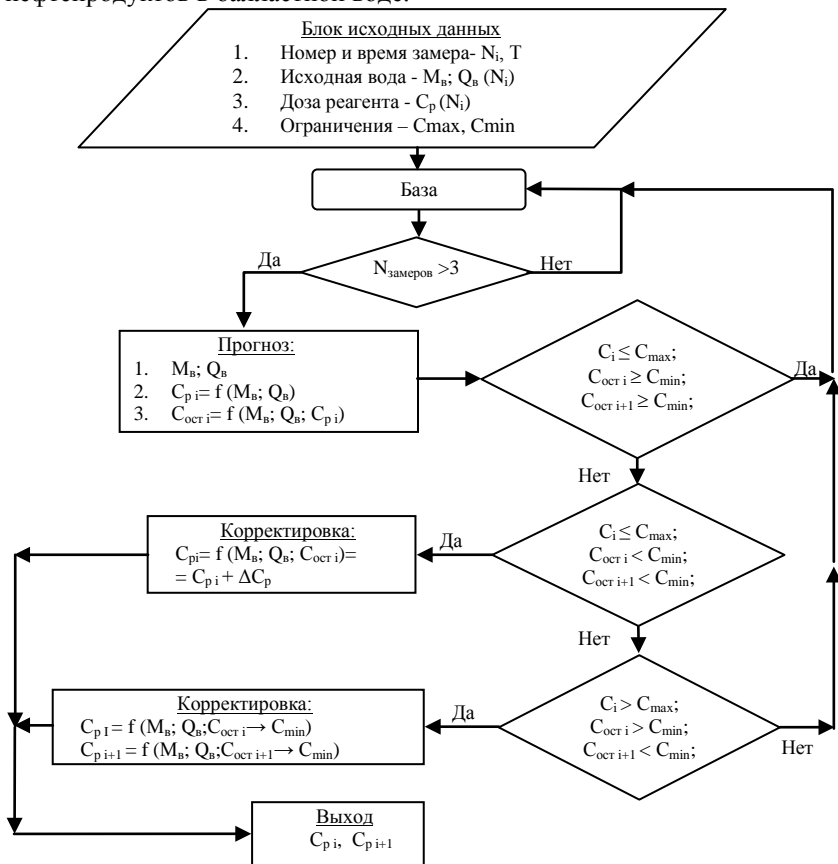 нефтепродуктов в балластной воде.
Блок исходных данных
1. Номер и время замера- Nᵢ, T
2. Исходная вода - Mв; Qв (Nᵢ)
3. Доза реагента - Cр (Nᵢ)
4. Ограничения – Cmax, Cmin
База
Да
Nзамеров >3
Нет
Прогноз:
1. Mв; Qв
2. Cр i= f (Mв; Qв)
3. Cост i= f (Mв; Qв; Cр i)
Ci ≤ Cmax;
Cост i ≥ Cmin;
Cост i+1 ≥ Cmin;
Да
Нет
Корректировка:
Cрi= f (Mв; Qв; Cост i)=
= Cр i + ΔCр
Да
Ci ≤ Cmax;
Cост i < Cmin;
Cост i+1 < Cmin;
Нет
Корректировка:
Cр I = f (Mв; Qв;Cост i→ Cmin)
Cр i+1 = f (Mв; Qв;Cост i+1→ Cmin)
Да
Ci > Cmax;
Cост i > Cmin;
Cост i+1 < Cmin;
Нет
Выход
Cр i, Cр i+1